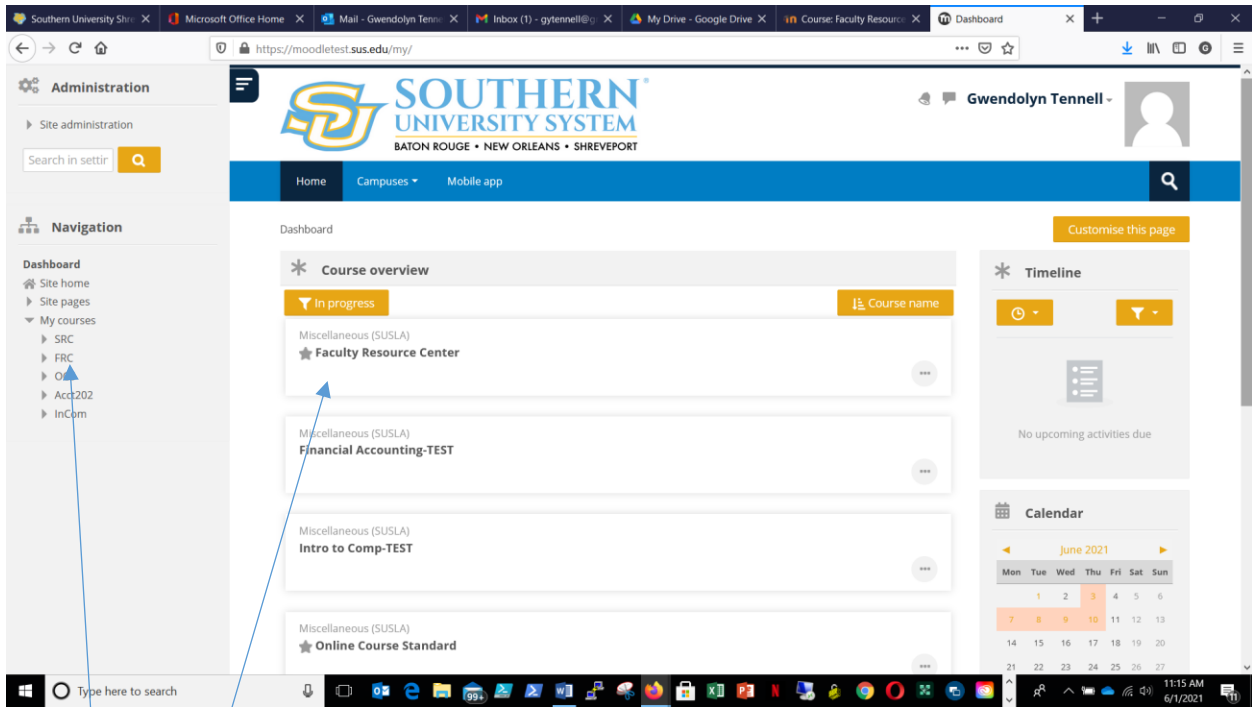 Southern University Shre
Microsoft Office Home
Mail - Gwendolyn Tenne
Inbox (1) - gytennell@g
My Drive - Google Drive
Course: Faculty Resource
Dashboard
https://moodletest.sus.edu/my/
Administration
Site administration
Search in settir
Navigation
Dashboard
Site home
Site pages
My courses
SRC
FRC
Acct202
InCom
SOUTHERN
UNIVERSITY SYSTEM
BATON ROUGE • NEW ORLEANS • SHREVEPORT
Gwendolyn Tennell
Home Campuses Mobile app
Dashboard
Customise this page
Course overview
In progress
Course name
Miscellaneous (SUSLA)
Faculty Resource Center
Miscellaneous (SUSLA)
Financial Accounting-TEST
Miscellaneous (SUSLA)
Intro to Comp-TEST
Miscellaneous (SUSLA)
Online Course Standard
Timeline
No upcoming activities due
Calendar
June 2021
Mon Tue Wed Thu Fri Sat Sun
1 2 3 4 5 6
7 8 9 10 11 12 13
14 15 16 17 18 19 20
21 22 23 24 25 26 27
Type here to search
99+
11:15 AM
6/1/2021